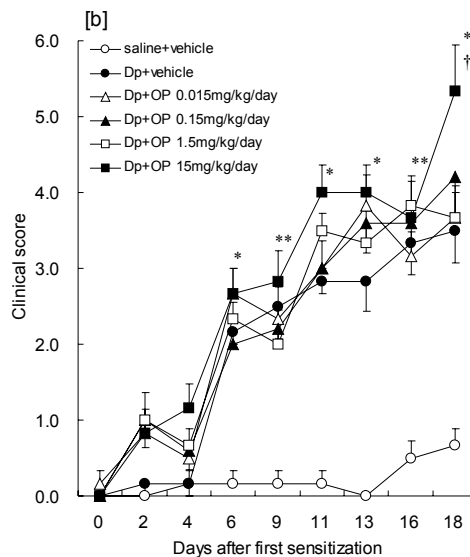 [b]
6.0
5.0
4.0
3.0
2.0
1.0
0.0
Clinical score
saline+vehicle
Dp+vehicle
Dp+OP 0.015mg/kg/day
Dp+OP 0.15mg/kg/day
Dp+OP 1.5mg/kg/day
Dp+OP 15mg/kg/day
*
**
*
*
**
*
†
0 2 4 6 9 11 13 16 18
Days after first sensitization